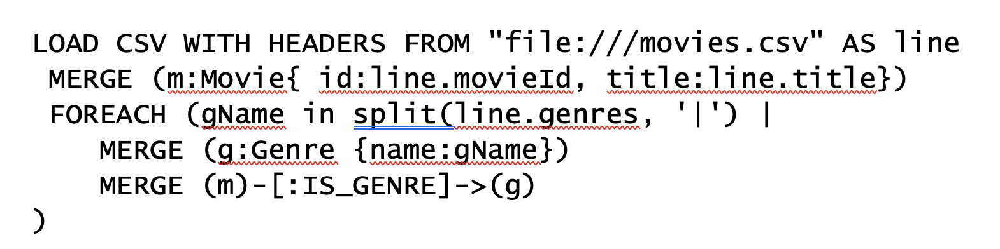 LOAD CSV WITH HEADERS FROM "file:///movies.csv" AS line
MERGE (m:Movie{ id:line.movieId, title:line.title})
FOREACH (gName in split(line.genres, '|') |
MERGE (g:Genre {name:gName})
MERGE (m)-[:IS_GENRE]->(g)
)